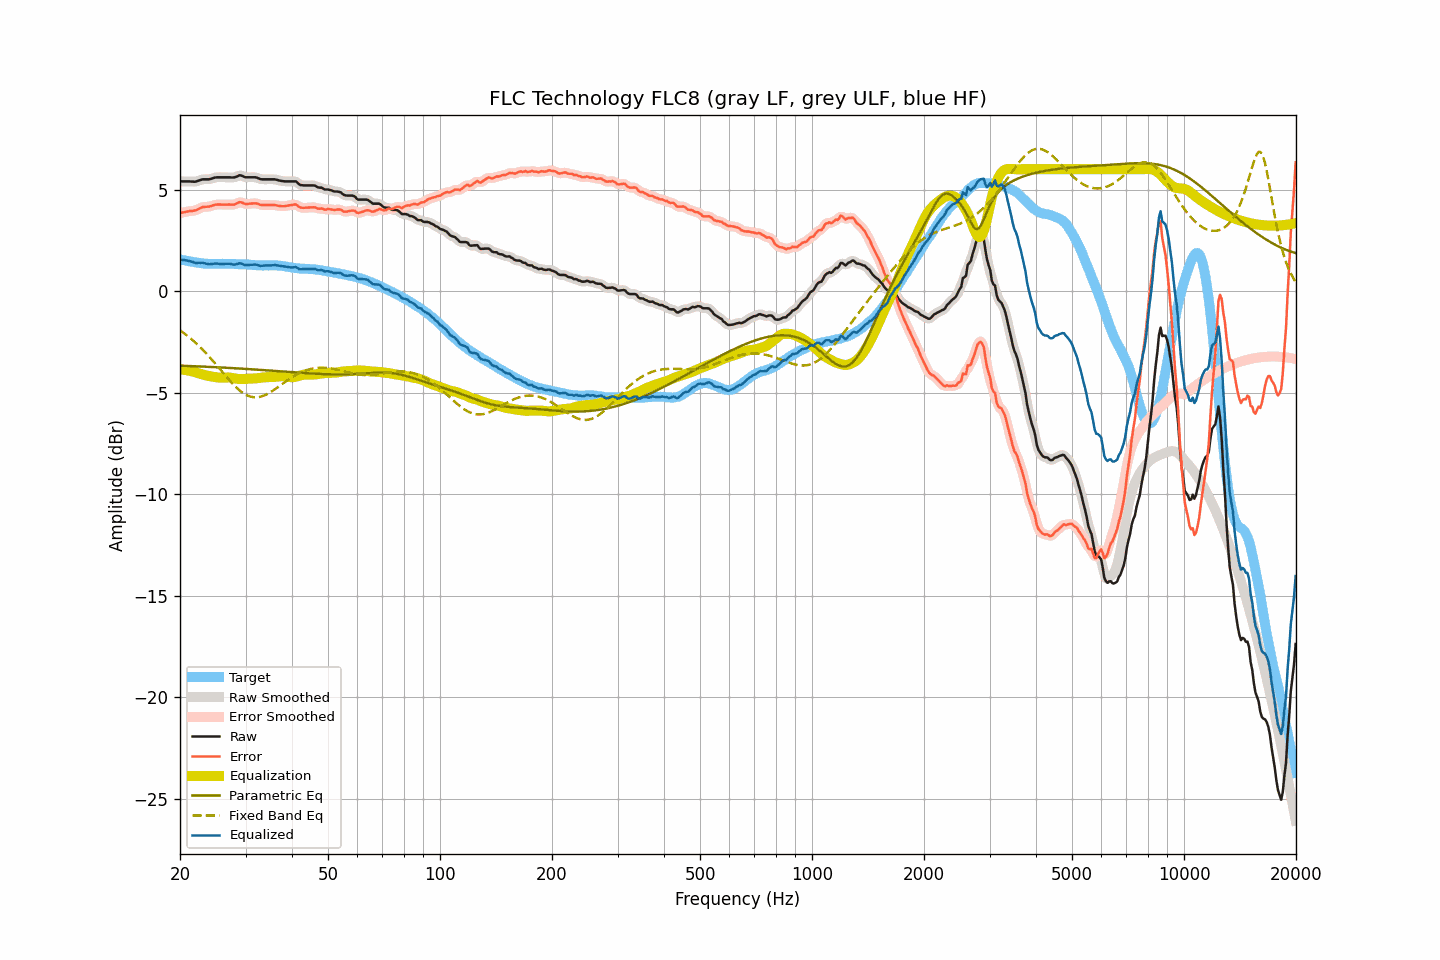 FLC Technology FLC8 (gray LF, grey ULF, blue HF)
Amplitude (dBr)
5
0
−5
−10
−15
−20
−25
Target
Raw Smoothed
Error Smoothed
Raw
Error
Equalization
Parametric Eq
Fixed Band Eq
Equalized
20 50 100 200 500 1000 2000 5000 10000 20000
Frequency (Hz)